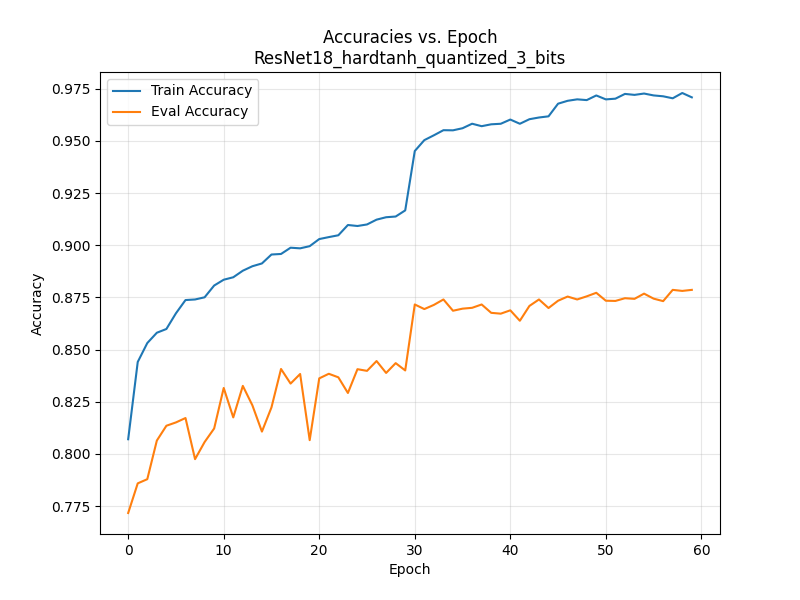 Accuracies vs. Epoch
ResNet18_hardtanh_quantized_3_bits
Train Accuracy
Eval Accuracy
Accuracy
0.975
0.950
0.925
0.900
0.875
0.850
0.825
0.800
0.775
0 10 20 30 40 50 60
Epoch